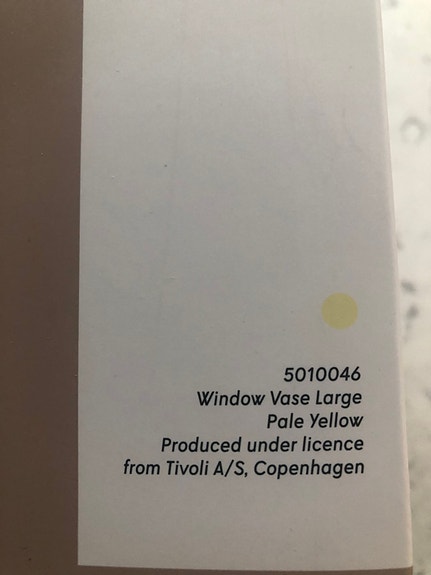 5010046
Window Vase Large
Pale Yellow
Produced under licence
from Tivoli A/S, Copenhagen